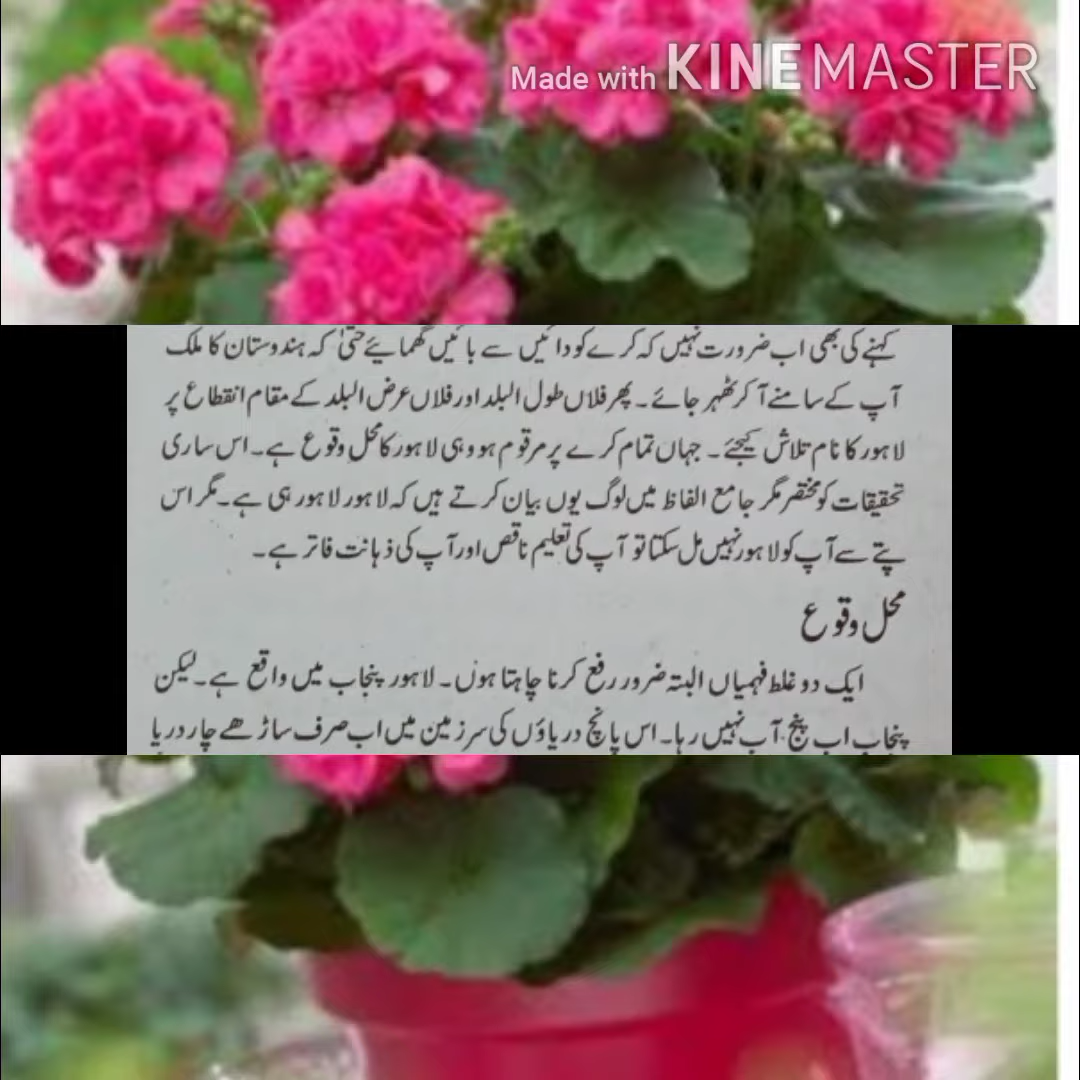 Made with KINEMASTER
کہنے کی بھی اب ضرورت نہیں کہ کرے کو دائیں سے بائیں گھمائیے حتیٰ کہ ہندوستان کا ملک
آپ کے سامنے آ کر ٹھہر جائے۔ پھر فلاں طول البلد اور فلاں عرض البلد کے مقام انقطاع پر
لاہور کا نام تلاش کیجئے۔ جہاں تمام کرے پر مرقوم ہو وہی لاہور کا محل وقوع ہے۔ اس ساری
تحقیقات کو مختصر مگر جامع الفاظ میں لوگ یوں بیان کرتے ہیں کہ لاہور لاہور ہی ہے۔ مگر اس
پتے سے آپ کو لاہور نہیں مل سکتا تو آپ کی تعلیم ناقص اور آپ کی ذہانت فاتر ہے۔
محل وقوع
ایک دو غلط فہمیاں البتہ ضرور رفع کرنا چاہتا ہوں۔ لاہور پنجاب میں واقع ہے۔ لیکن
پنجاب اب پنج آب نہیں رہا۔ اس پانچ دریاؤں کی سرزمین میں اب صرف ساڑھے چار دریا